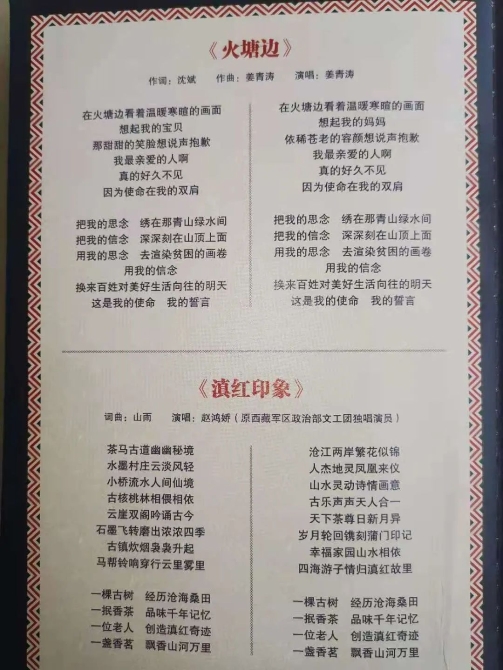 《火塘边》
作词：沈斌 作曲：姜青涛 演唱：姜青涛
在火塘边看着温暖寒暄的画面
想起我的宝贝
那甜甜的笑脸想说声抱歉
我最亲爱的人啊
真的好久不见
因为使命在我的双肩
把我的思念 绣在那青山绿水间
把我的信念 深深刻在山顶上面
用我的思念 去渲染贫困的画卷
用我的信念
换来百姓对美好生活向往的明天
这是我的使命 我的誓言
在火塘边看着温暖寒暄的画面
想起我的妈妈
依稀苍老的容颜想说声抱歉
我最亲爱的人啊
真的好久不见
因为使命在我的双肩
把我的思念 绣在那青山绿水间
把我的信念 深深刻在山顶上面
用我的思念 去渲染贫困的画卷
用我的信念
换来百姓对美好生活向往的明天
这是我的使命 我的誓言
《滇红印象》
词曲：山雨 演唱：赵鸿娇（原西藏军区政治部文工团独唱演员）
茶马古道幽幽秘境
水墨村庄云淡风轻
小桥流水人间仙境
古核桃林相偎相依
云崖双阁吟诵古今
石墨飞转磨出浓浓四季
古镇炊烟袅袅升起
马帮铃响穿行云里雾里
一棵古树 经历沧海桑田
一抿香茶 品味千年记忆
一位老人 创造滇红奇迹
一盏香茗 飘香山河万里
沧江两岸繁花似锦
人杰地灵凤凰来仪
山水灵动诗情画意
古乐声声天人合一
天下茶尊日新月异
岁月轮回镌刻蒲门印记
幸福家园山水相依
四海游子情归滇红故里
一棵古树 经历沧海桑田
一抿香茶 品味千年记忆
一位老人 创造滇红奇迹
一盏香茗 飘香山河万里